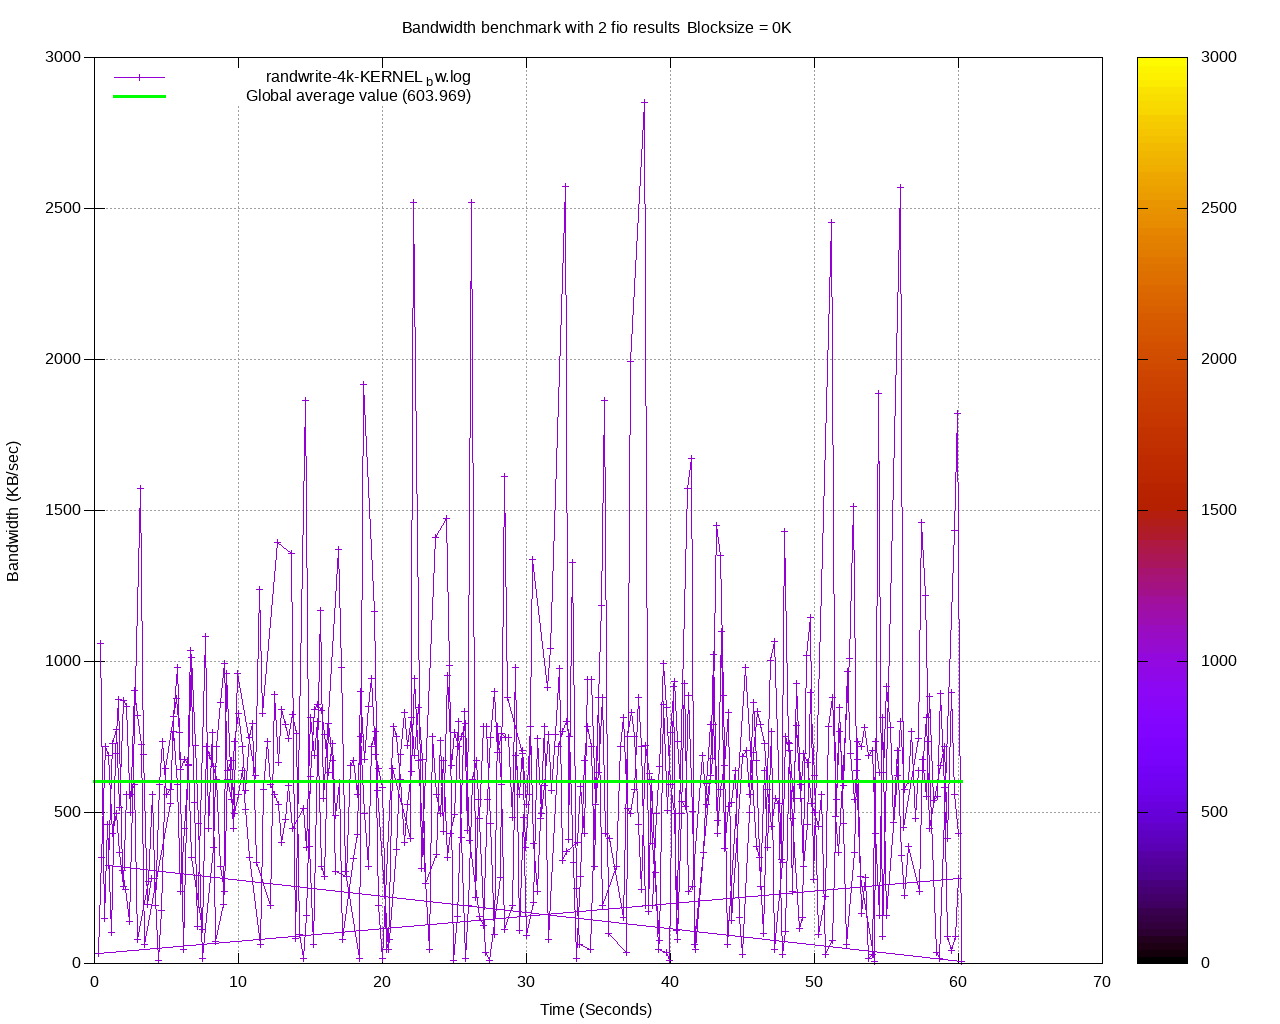 Bandwidth benchmark with 2 fio results Blocksize = 0K
randwrite-4k-KERNEL_bw.log
Global average value (603.969)
3000
2500
2000
1500
1000
500
0
Bandwidth (KB/sec)
0 10 20 30 40 50 60 70
Time (Seconds)
3000
2500
2000
1500
1000
500
0